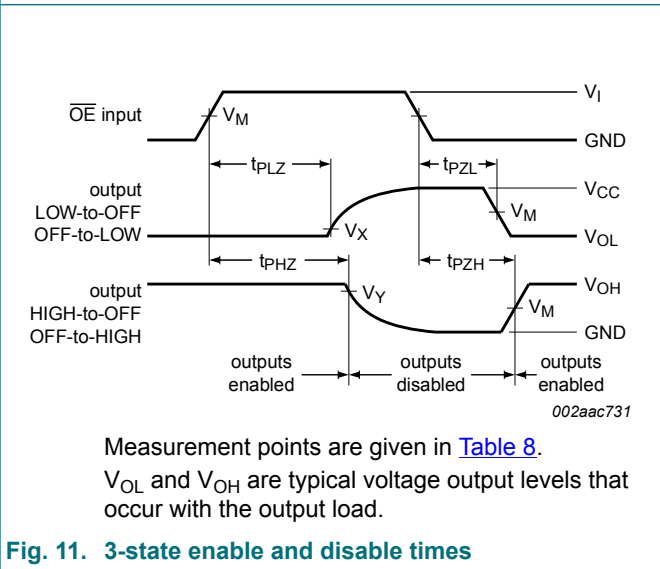 V_I
OE input
V_M
GND
t_PLZ
t_PZL
output
LOW-to-OFF
OFF-to-LOW
V_CC
V_M
V_X
V_OL
t_PHZ
t_PZH
output
HIGH-to-OFF
OFF-to-HIGH
V_Y
V_OH
V_M
GND
outputs
enabled
outputs
disabled
outputs
enabled
002aac731
Measurement points are given in Table 8.
V_OL and V_OH are typical voltage output levels that
occur with the output load.
Fig. 11. 3-state enable and disable times